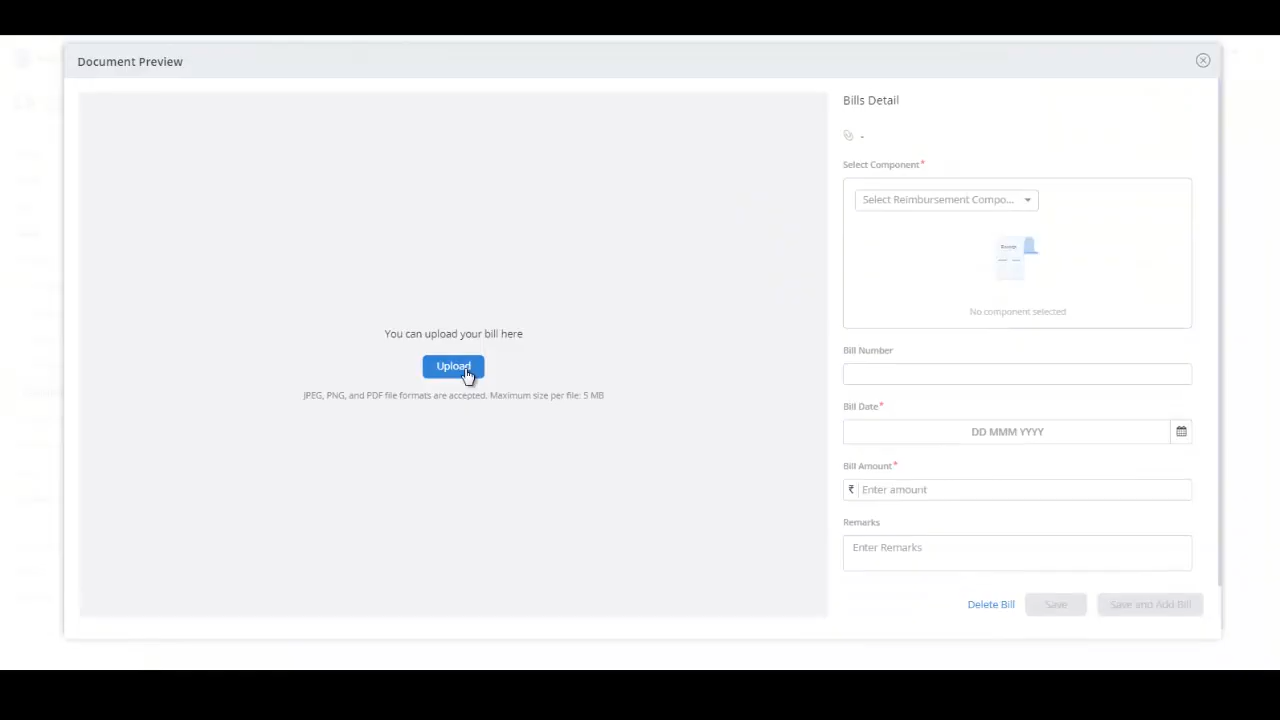 Document Preview
You can upload your bill here
Upload
JPEG, PNG, and PDF file formats are accepted. Maximum size per file: 5 MB
Bills Detail
-
Select Component*
Select Reimbursement Compo...
No component selected
Bill Number
Bill Date*
DD MMM YYYY
Bill Amount*
₹ Enter amount
Remarks
Enter Remarks
Delete Bill
Save
Save and Add Bill